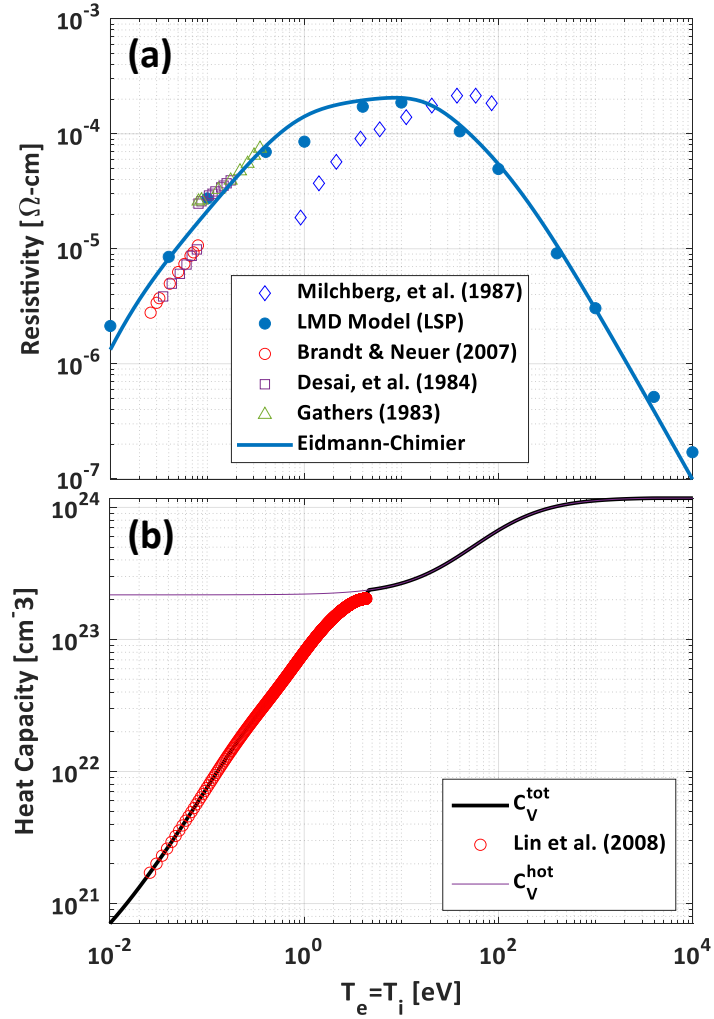 (a)
10^-3
10^-4
10^-5
10^-6
10^-7
Resistivity [Ω-cm]
Milchberg, et al. (1987)
LMD Model (LSP)
Brandt & Neuer (2007)
Desai, et al. (1984)
Gathers (1983)
Eidmann-Chimier
(b)
10^24
10^23
10^22
10^21
Heat Capacity [cm^-3]
C_V^tot
Lin et al. (2008)
C_V^hot
10^-2 10^0 10^2 10^4
T_e=T_i [eV]